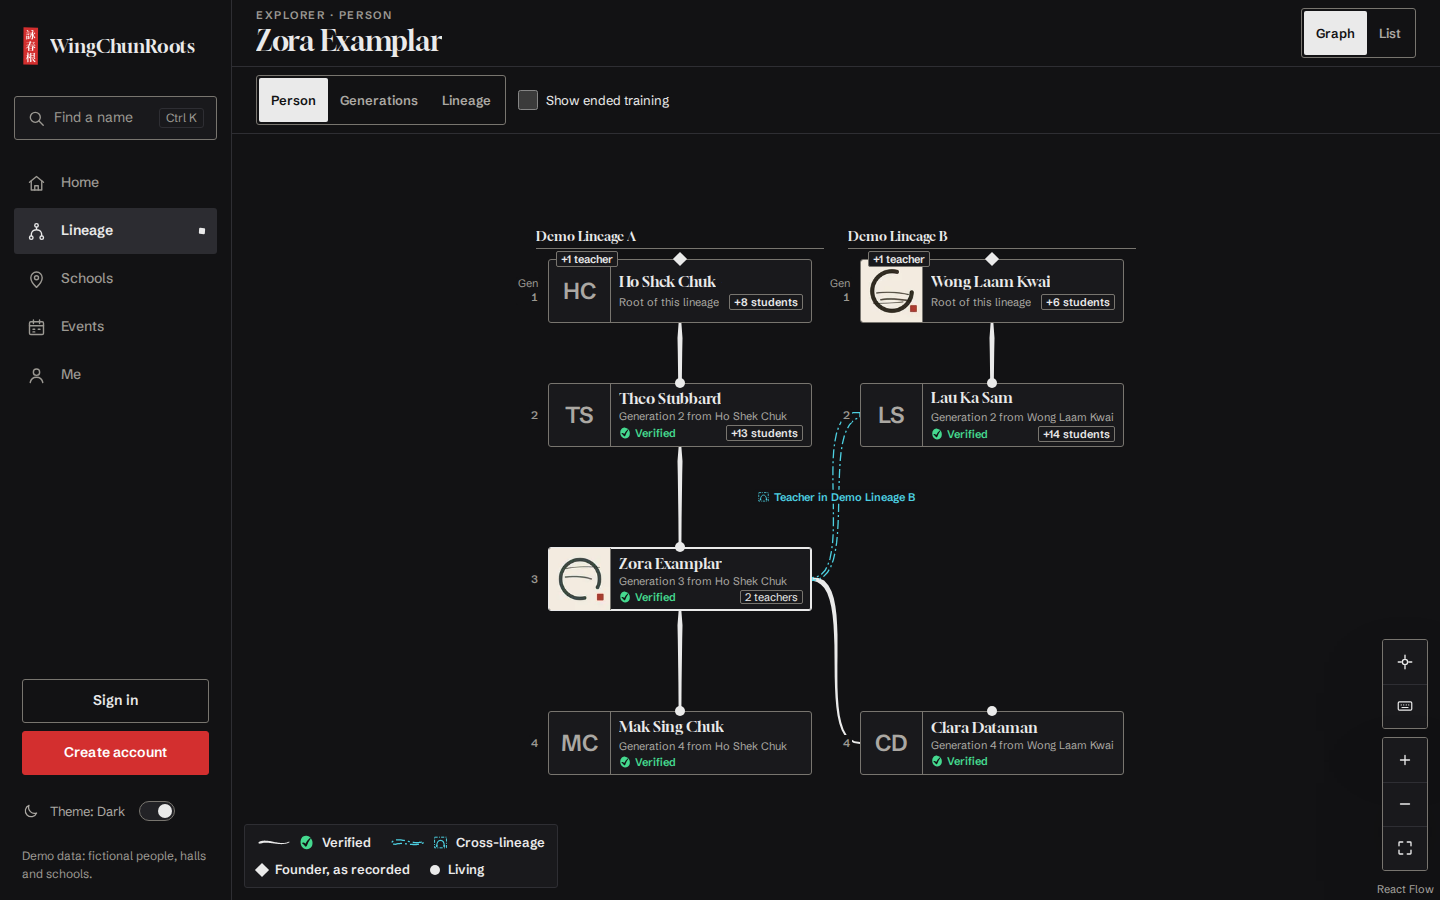 詠春根
WingChunRoots
Find a name
Ctrl K
Home
Lineage
Schools
Events
Me
Sign in
Create account
Theme: Dark
Demo data: fictional people, halls
and schools.
EXPLORER · PERSON
Zora Examplar
Graph
List
Person
Generations
Lineage
Show ended training
Demo Lineage A
Demo Lineage B
+1 teacher
Gen
1
HC
Ho Shek Chuk
Root of this lineage
+8 students
+1 teacher
Gen
1
Wong Laam Kwai
Root of this lineage
+6 students
2
TS
Theo Stubbard
Generation 2 from Ho Shek Chuk
Verified
+13 students
2
LS
Lau Ka Sam
Generation 2 from Wong Laam Kwai
Verified
+14 students
Teacher in Demo Lineage B
3
Zora Examplar
Generation 3 from Ho Shek Chuk
Verified
2 teachers
4
MC
Mak Sing Chuk
Generation 4 from Ho Shek Chuk
Verified
4
CD
Clara Dataman
Generation 4 from Wong Laam Kwai
Verified
Verified
Cross-lineage
Founder, as recorded
Living
React Flow